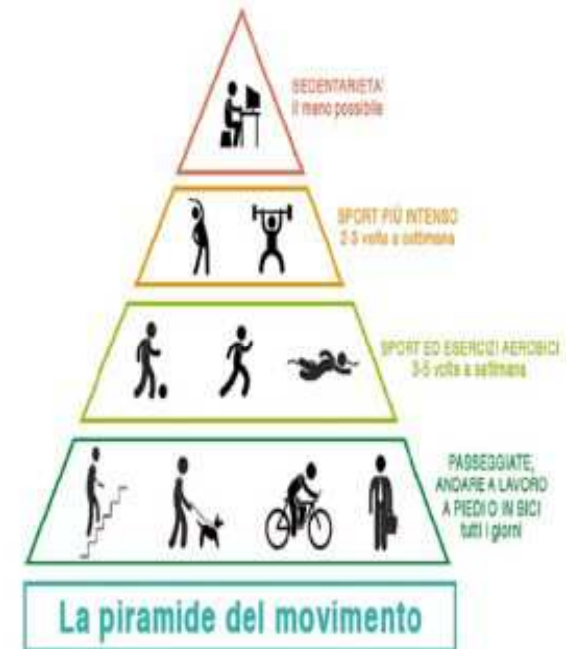 SEDENTARIETA'
il meno possibile
SPORT PIÙ INTENSO
2-3 volte a settimana
SPORT ED ESERCIZI AEROBICI
3-5 volte a settimana
PASSEGGIATE,
ANDARE A LAVORO
A PIEDI O IN BICI
tutti i giorni
La piramide del movimento